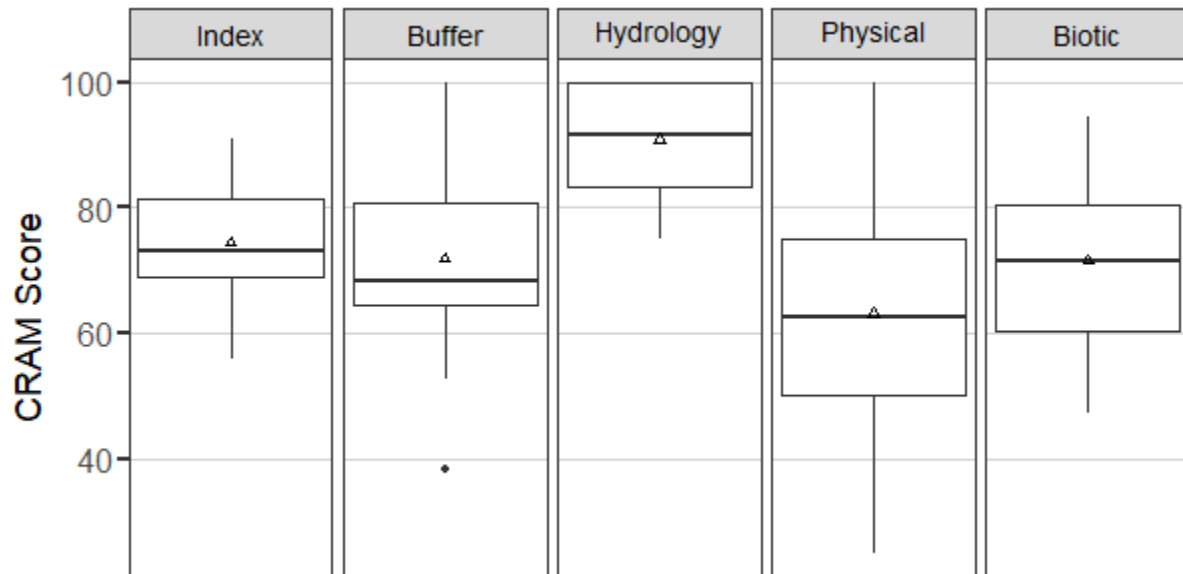 Index
Buffer
Hydrology
Physical
Biotic
CRAM Score
100
80
60
40